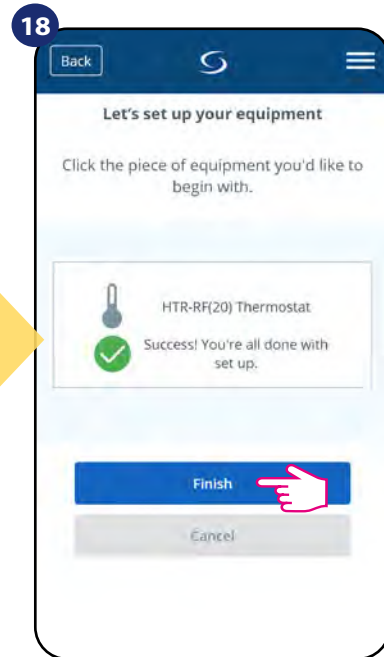 18
Back
Let's set up your equipment
Click the piece of equipment you'd like to
begin with.
HTR-RF(20) Thermostat
Success! You're all done with
set up.
Finish
Cancel